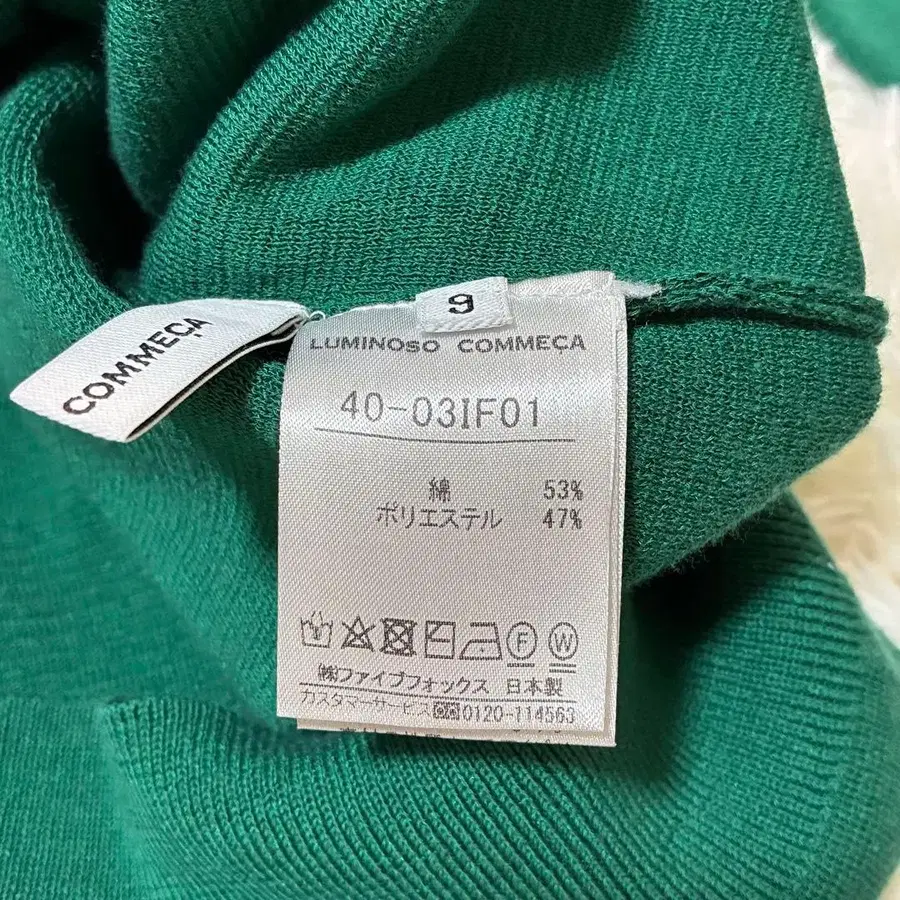 COMMEÇA
9
LUMINOSO COMMEÇA
40-03IF01
綿 53%
ポリエステル 47%
F W
㈱ファイブフォックス 日本製
カスタマーサービス 0120-114563